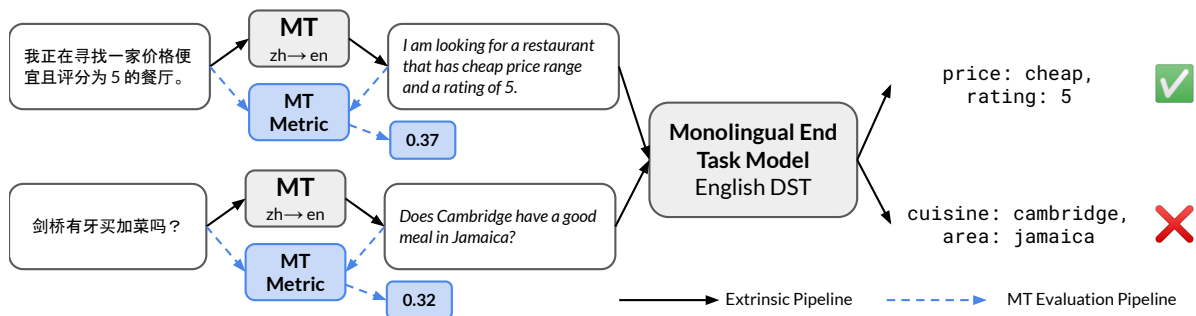 我正在寻找一家价格便
宜且评分为 5 的餐厅。
MT
zh→ en
MT
Metric
0.37
I am looking for a restaurant
that has cheap price range
and a rating of 5.
剑桥有牙买加菜吗？
MT
zh→ en
MT
Metric
0.32
Does Cambridge have a good
meal in Jamaica?
Monolingual End
Task Model
English DST
price: cheap,
rating: 5
cuisine: cambridge,
area: jamaica
Extrinsic Pipeline
MT Evaluation Pipeline